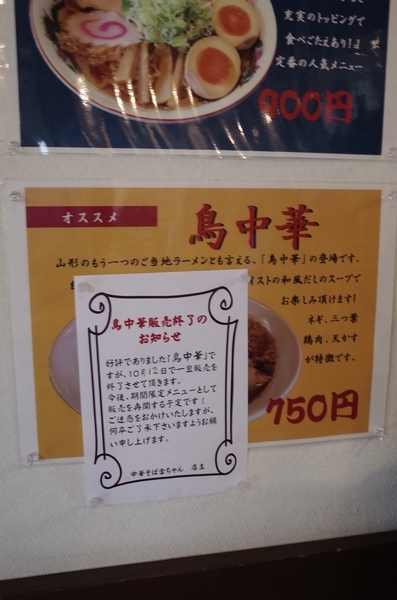 充実のトッピングで
食べごたえあり!
定番の人気メニュー
900円
オススメ
鳥中華
山形のもう一つのご当地ラーメンとも言える、「鳥中華」の登場です。
イストの和風だしのスープで
お楽しみ頂けます!
ネギ、三つ葉
鶏肉、天かす
が特徴です。
750円
鳥中華販売終了の
お知らせ
好評でありました「鳥中華」で
すが、10月12日で一旦販売を
終了させて頂きます。
今後、期間限定メニューとして
販売を再開する予定です!
ご迷惑をおかけいたしますが、
何卒ご了承下さいますようお願
い申し上げます。
中華そば金ちゃん 店主